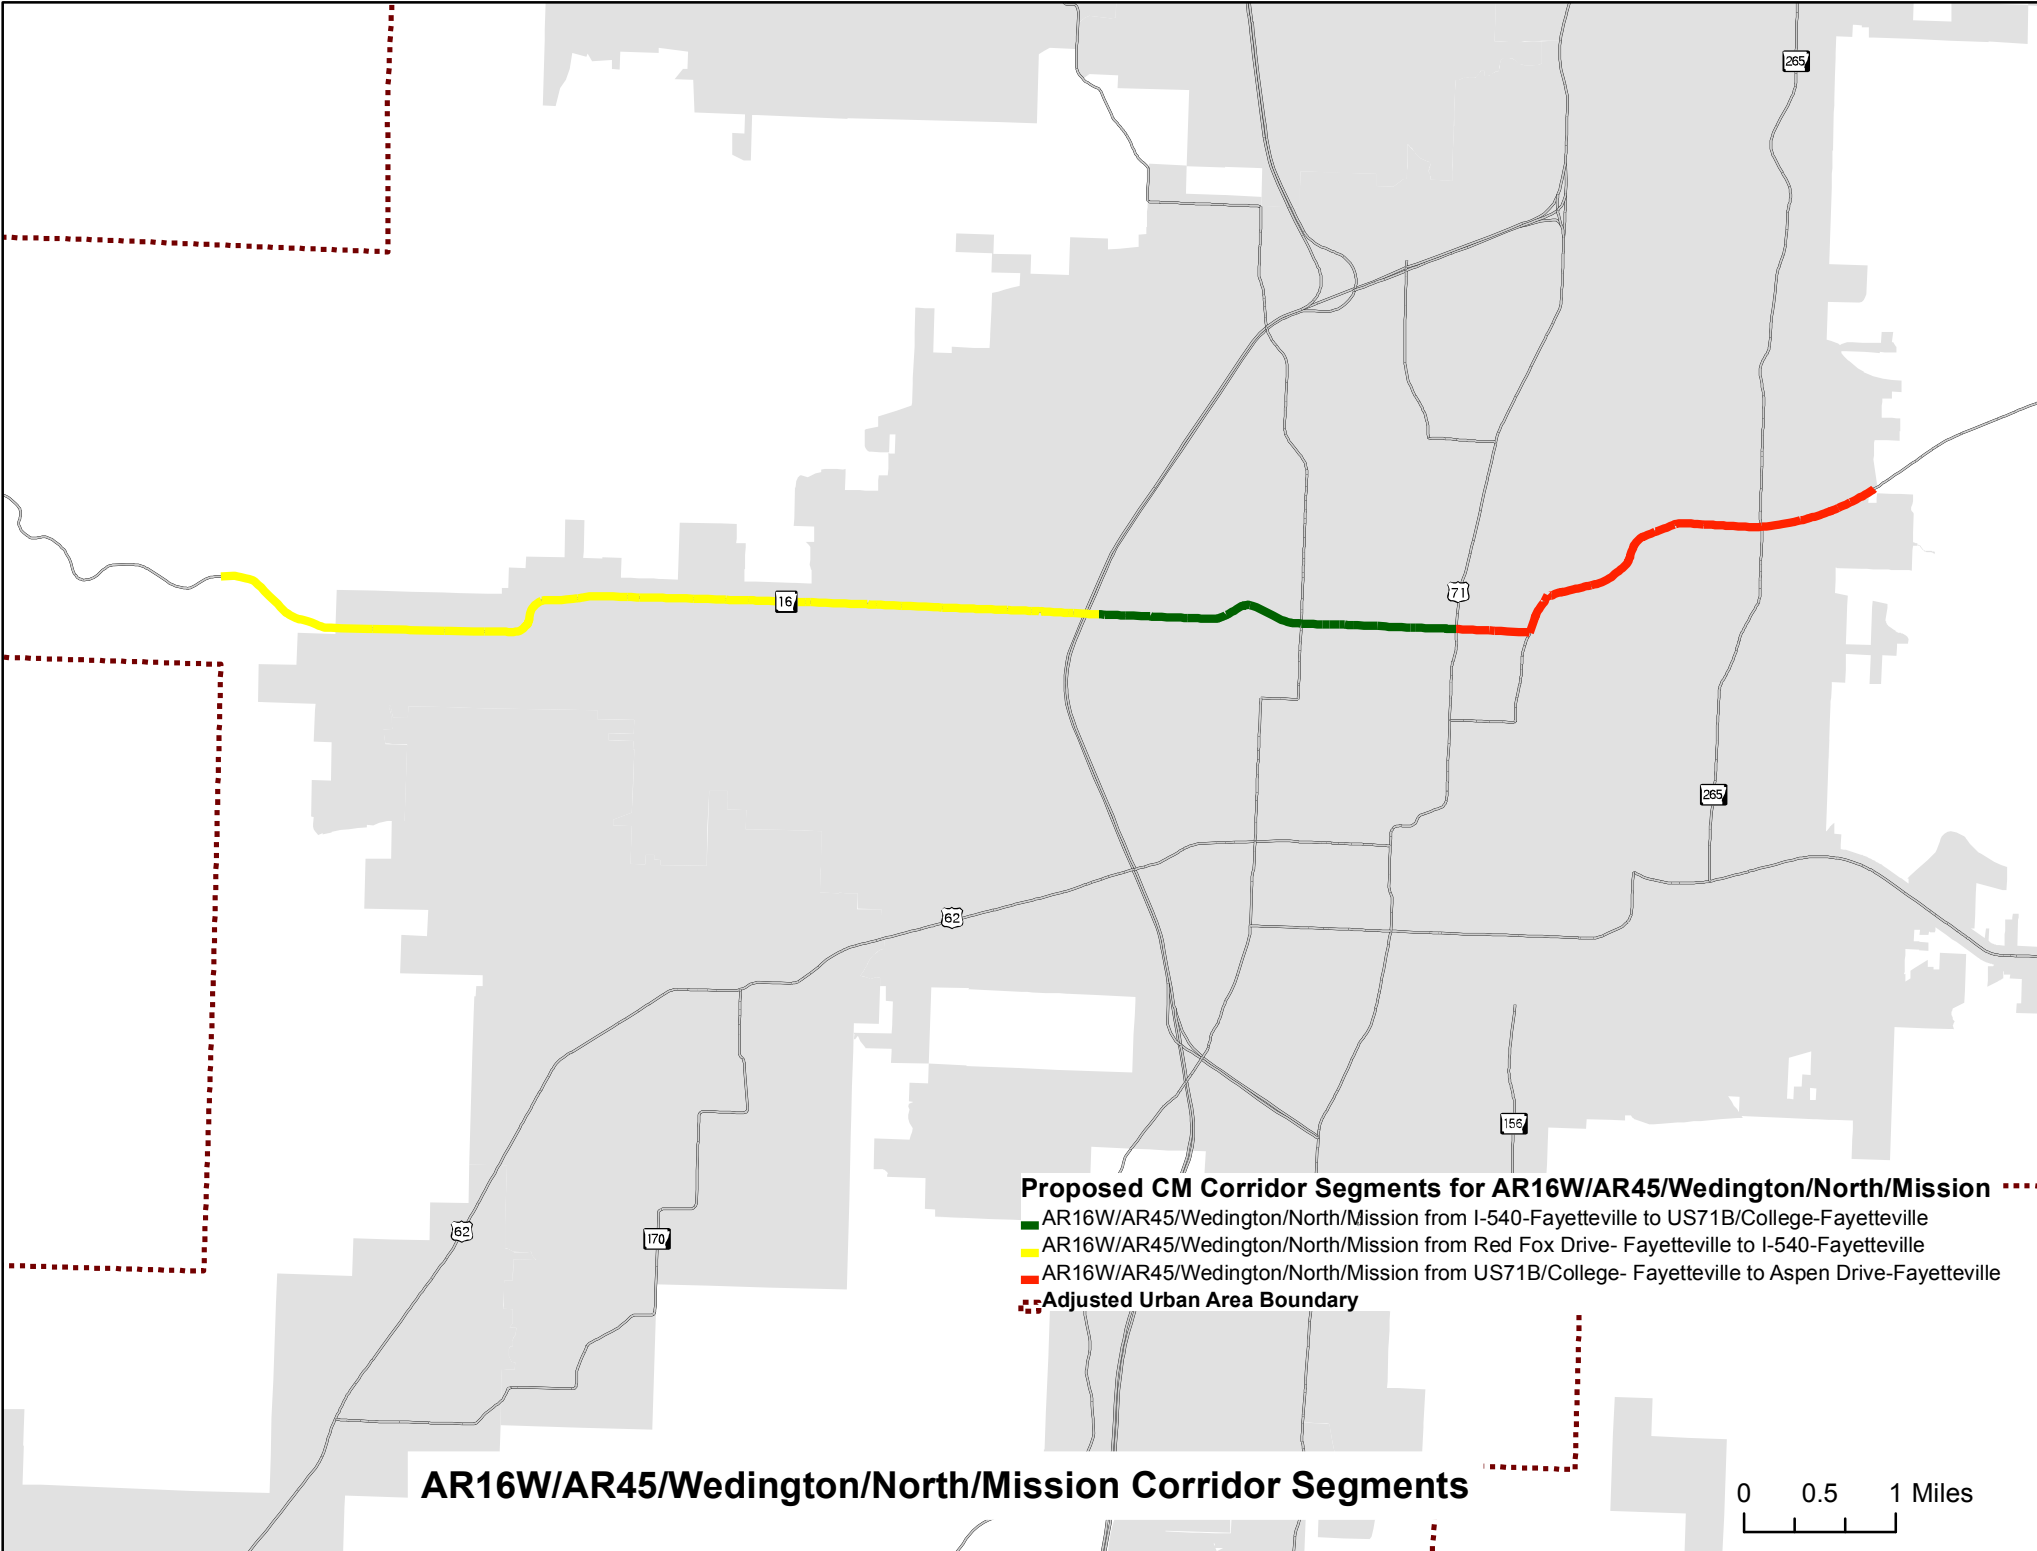 265
71
16
265
62
156
Proposed CM Corridor Segments for AR16W/AR45/Wedington/North/Mission
AR16W/AR45/Wedington/North/Mission from I-540-Fayetteville to US71B/College-Fayetteville
62
170
AR16W/AR45/Wedington/North/Mission from Red Fox Drive- Fayetteville to I-540-Fayetteville
AR16W/AR45/Wedington/North/Mission from US71B/College- Fayetteville to Aspen Drive-Fayetteville
Adjusted Urban Area Boundary
AR16W/AR45/Wedington/North/Mission Corridor Segments
0 0.5 1 Miles